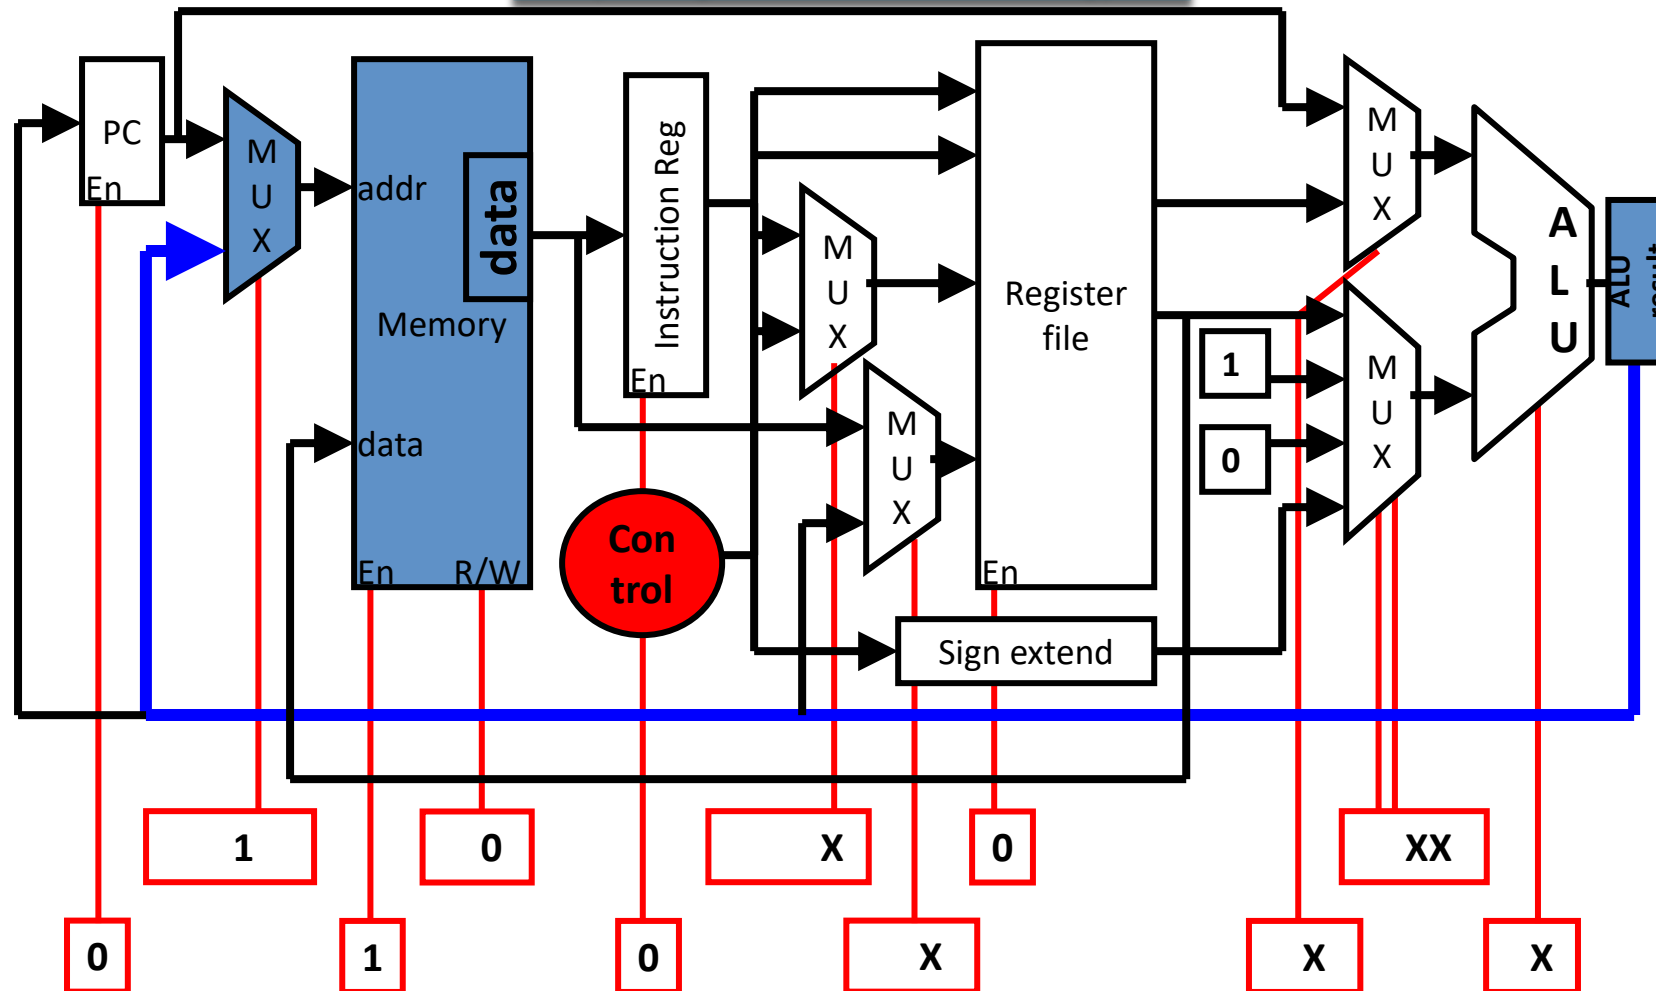 PC
En
M
U
X
addr
data
Memory
data
En
R/W
Instruction Reg
En
Con
trol
M
U
X
M
U
X
Register
file
En
Sign extend
1
0
M
U
X
M
U
X
A
L
U
ALU
result
1
0
X
0
XX
0
1
0
X
X
X